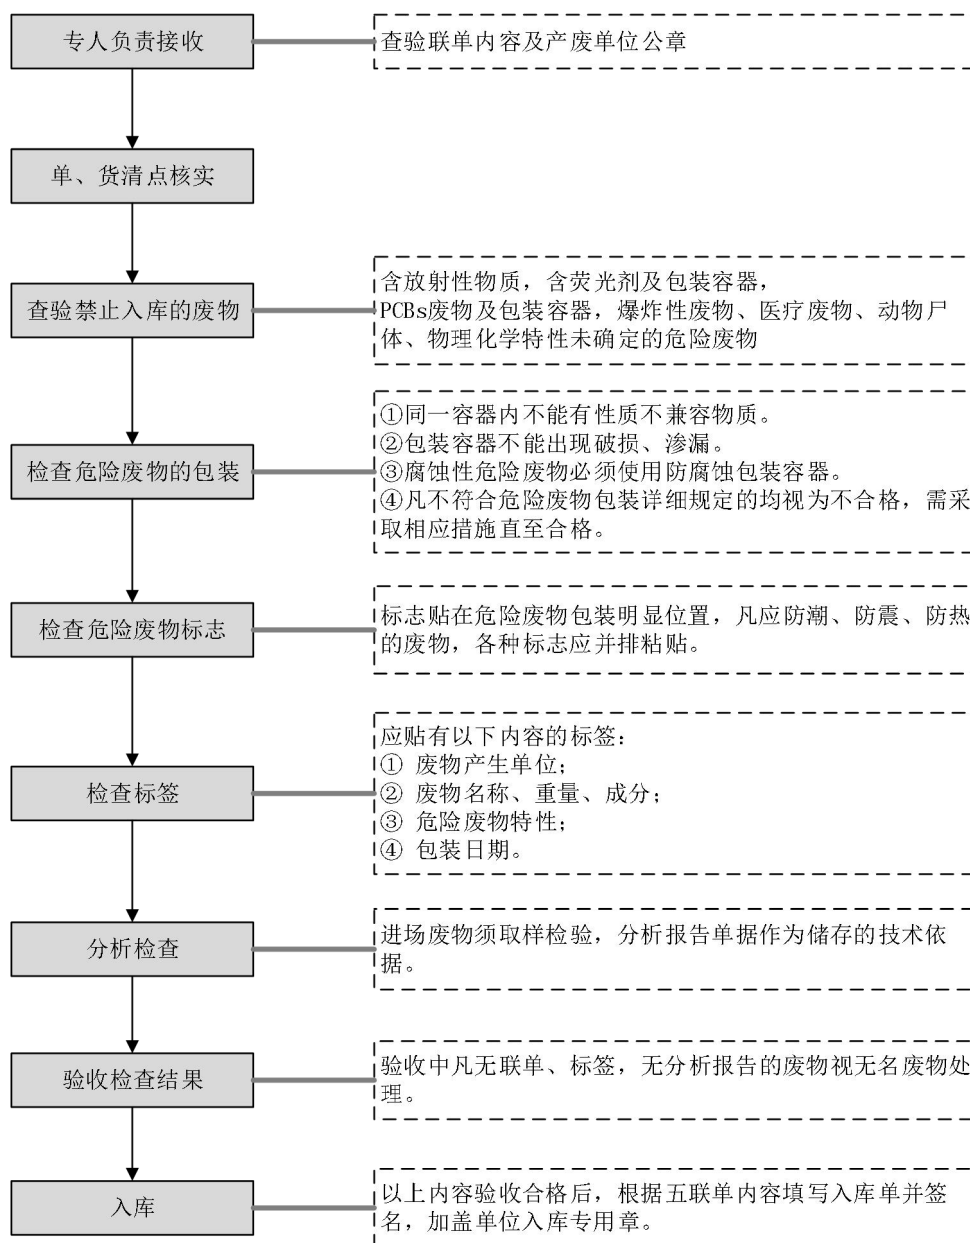 专人负责接收
查验联单内容及产废单位公章
单、货清点核实
查验禁止入库的废物
含放射性物质，含荧光剂及包装容器，
PCBs废物及包装容器，爆炸性废物、医疗废物、动物尸
体、物理化学特性未确定的危险废物
检查危险废物的包装
①同一容器内不能有性质不兼容物质。
②包装容器不能出现破损、渗漏。
③腐蚀性危险废物必须使用防腐蚀包装容器。
④凡不符合危险废物包装详细规定的均视为不合格，需采
取相应措施直至合格。
检查危险废物标志
标志贴在危险废物包装明显位置，凡应防潮、防震、防热
的废物，各种标志应并排粘贴。
检查标签
应贴有以下内容的标签：
① 废物产生单位；
② 废物名称、重量、成分；
③ 危险废物特性；
④ 包装日期。
分析检查
进场废物须取样检验，分析报告单据作为储存的技术依
据。
验收检查结果
验收中凡无联单、标签，无分析报告的废物视无名废物处
理。
入库
以上内容验收合格后，根据五联单内容填写入库单并签
名，加盖单位入库专用章。